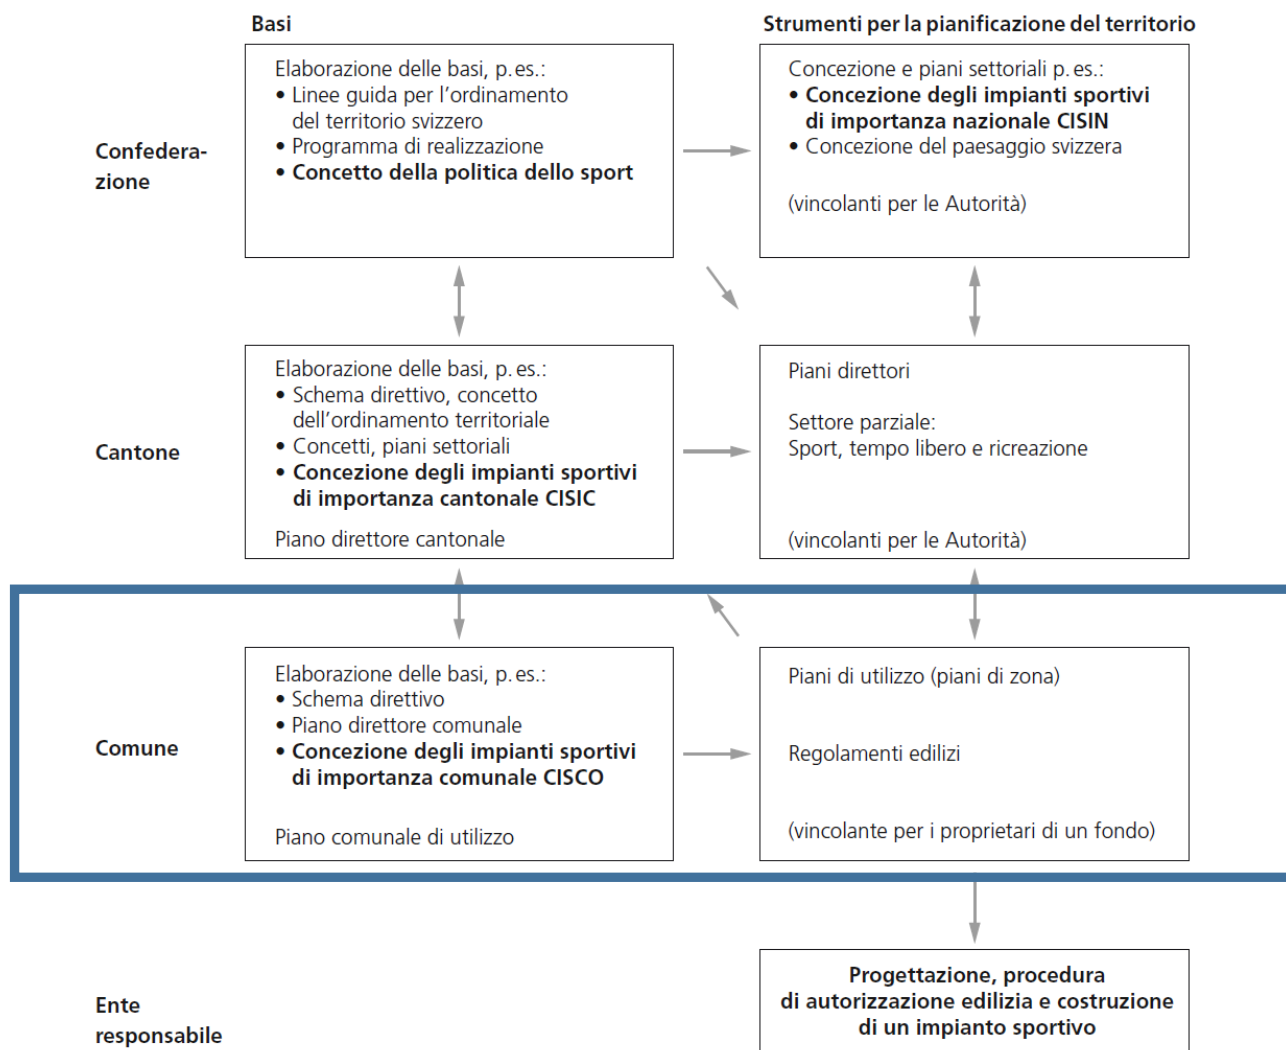 Basi
Strumenti per la pianificazione del territorio
Confedera-
zione
Elaborazione delle basi, p. es.:
• Linee guida per l’ordinamento
del territorio svizzero
• Programma di realizzazione
• Concetto della politica dello sport
Concezione e piani settoriali p. es.:
• Concezione degli impianti sportivi
di importanza nazionale CISIN
• Concezione del paesaggio svizzera
(vincolanti per le Autorità)
Cantone
Elaborazione delle basi, p. es.:
• Schema direttivo, concetto
dell’ordinamento territoriale
• Concetti, piani settoriali
• Concezione degli impianti sportivi
di importanza cantonale CISIC
Piano direttore cantonale
Piani direttori
Settore parziale:
Sport, tempo libero e ricreazione
(vincolanti per le Autorità)
Comune
Elaborazione delle basi, p. es.:
• Schema direttivo
• Piano direttore comunale
• Concezione degli impianti sportivi
di importanza comunale CISCO
Piano comunale di utilizzo
Piani di utilizzo (piani di zona)
Regolamenti edilizi
(vincolante per i proprietari di un fondo)
Ente
responsabile
Progettazione, procedura
di autorizzazione edilizia e costruzione
di un impianto sportivo